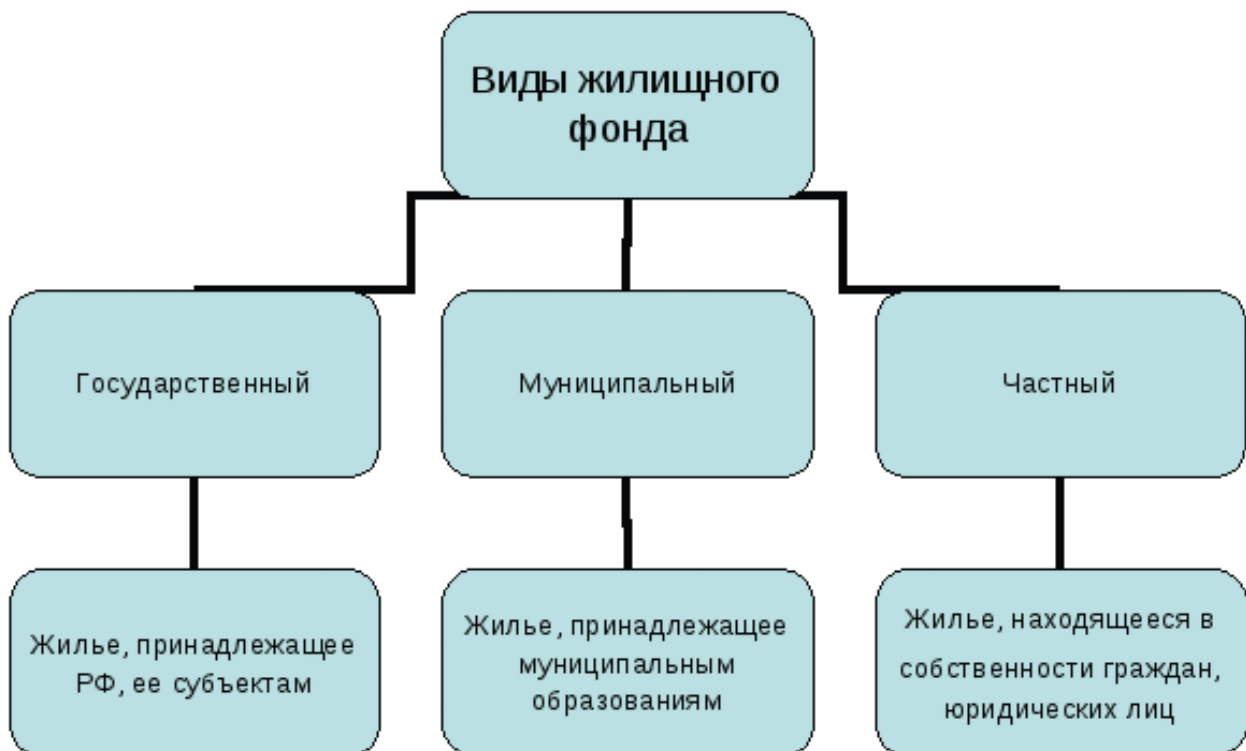 Виды жилищного
фонда
Государственный
Муниципальный
Частный
Жилье, принадлежащее
РФ, ее субъектам
Жилье, принадлежащее
муниципальным
образованиям
Жилье, находящееся в
собственности граждан,
юридических лиц